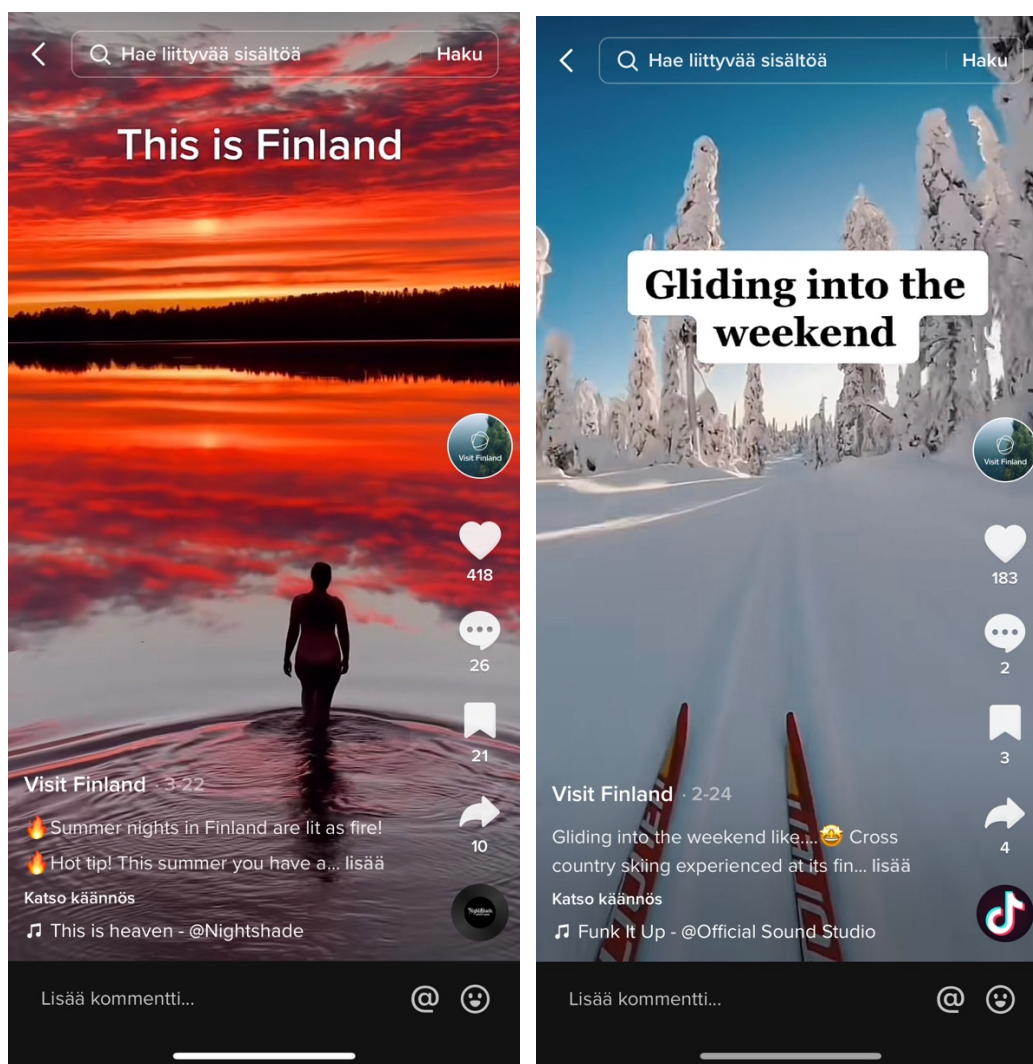 Hae liittyvää sisältöä
Haku
This is Finland
Visit Finland
418
26
21
Visit Finland · 3-22
🔥Summer nights in Finland are lit as fire!
🔥Hot tip! This summer you have a... lisää
10
Katso käännös
This is heaven - @Nightshade
Lisää kommentti...
Hae liittyvää sisältöä
Haku
Gliding into the
weekend
Visit Finland
183
2
3
Visit Finland · 2-24
Gliding into the weekend like....🤩 Cross
country skiing experienced at its fin... lisää
4
Katso käännös
Funk It Up - @Official Sound Studio
Lisää kommentti...